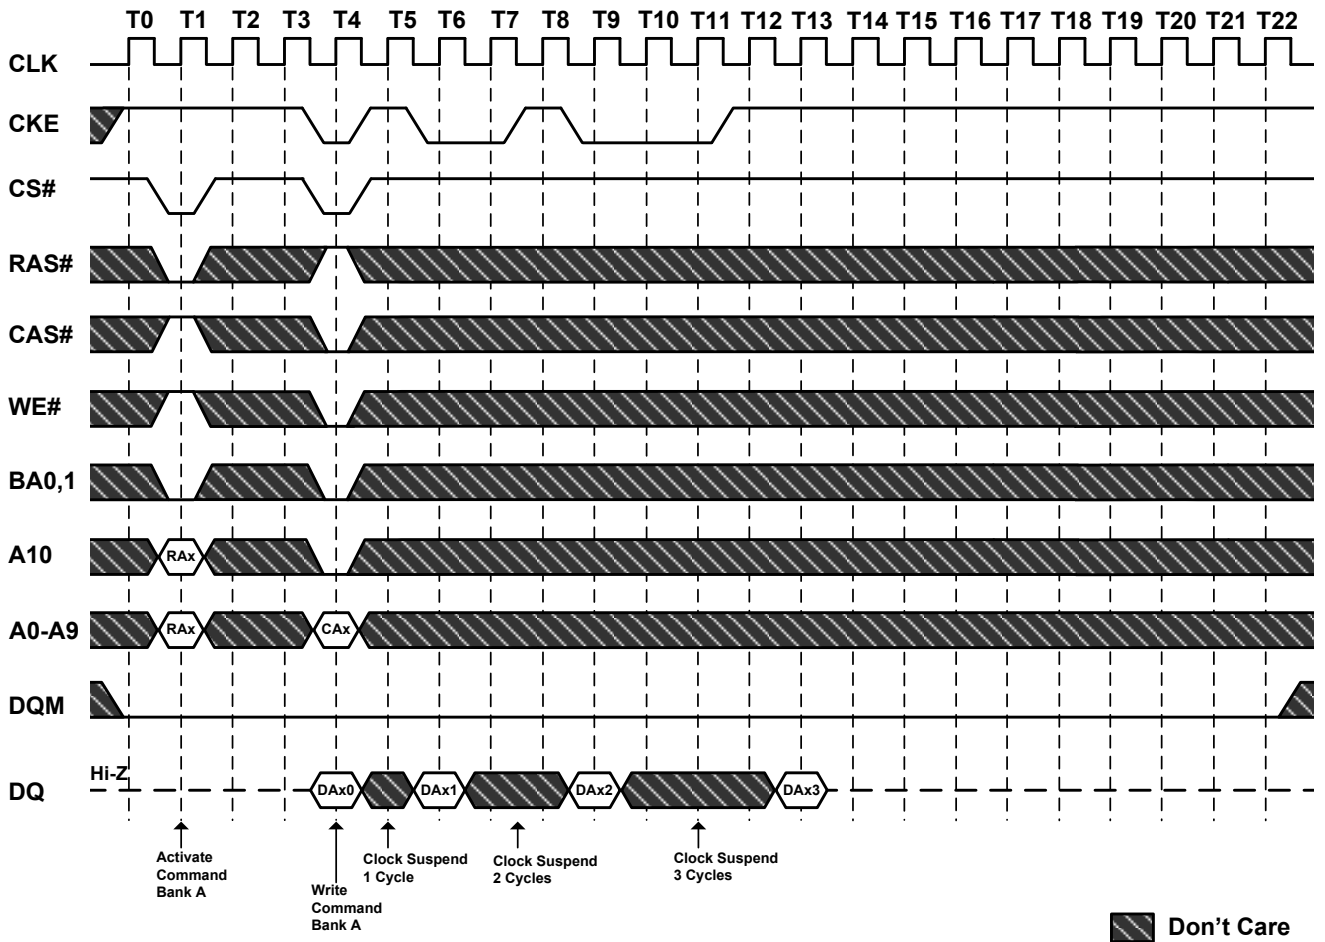 T0 T1 T2 T3 T4 T5 T6 T7 T8 T9 T10 T11 T12 T13 T14 T15 T16 T17 T18 T19 T20 T21 T22
CLK
CKE
CS#
RAS#
CAS#
WE#
BA0,1
A10
RAx
A0-A9
RAx
CAx
DQM
Hi-Z
DQ
DAx0
DAx1
DAx2
DAx3
Activate
Command
Bank A
Write
Command
Bank A
Clock Suspend
1 Cycle
Clock Suspend
2 Cycles
Clock Suspend
3 Cycles
Don't Care